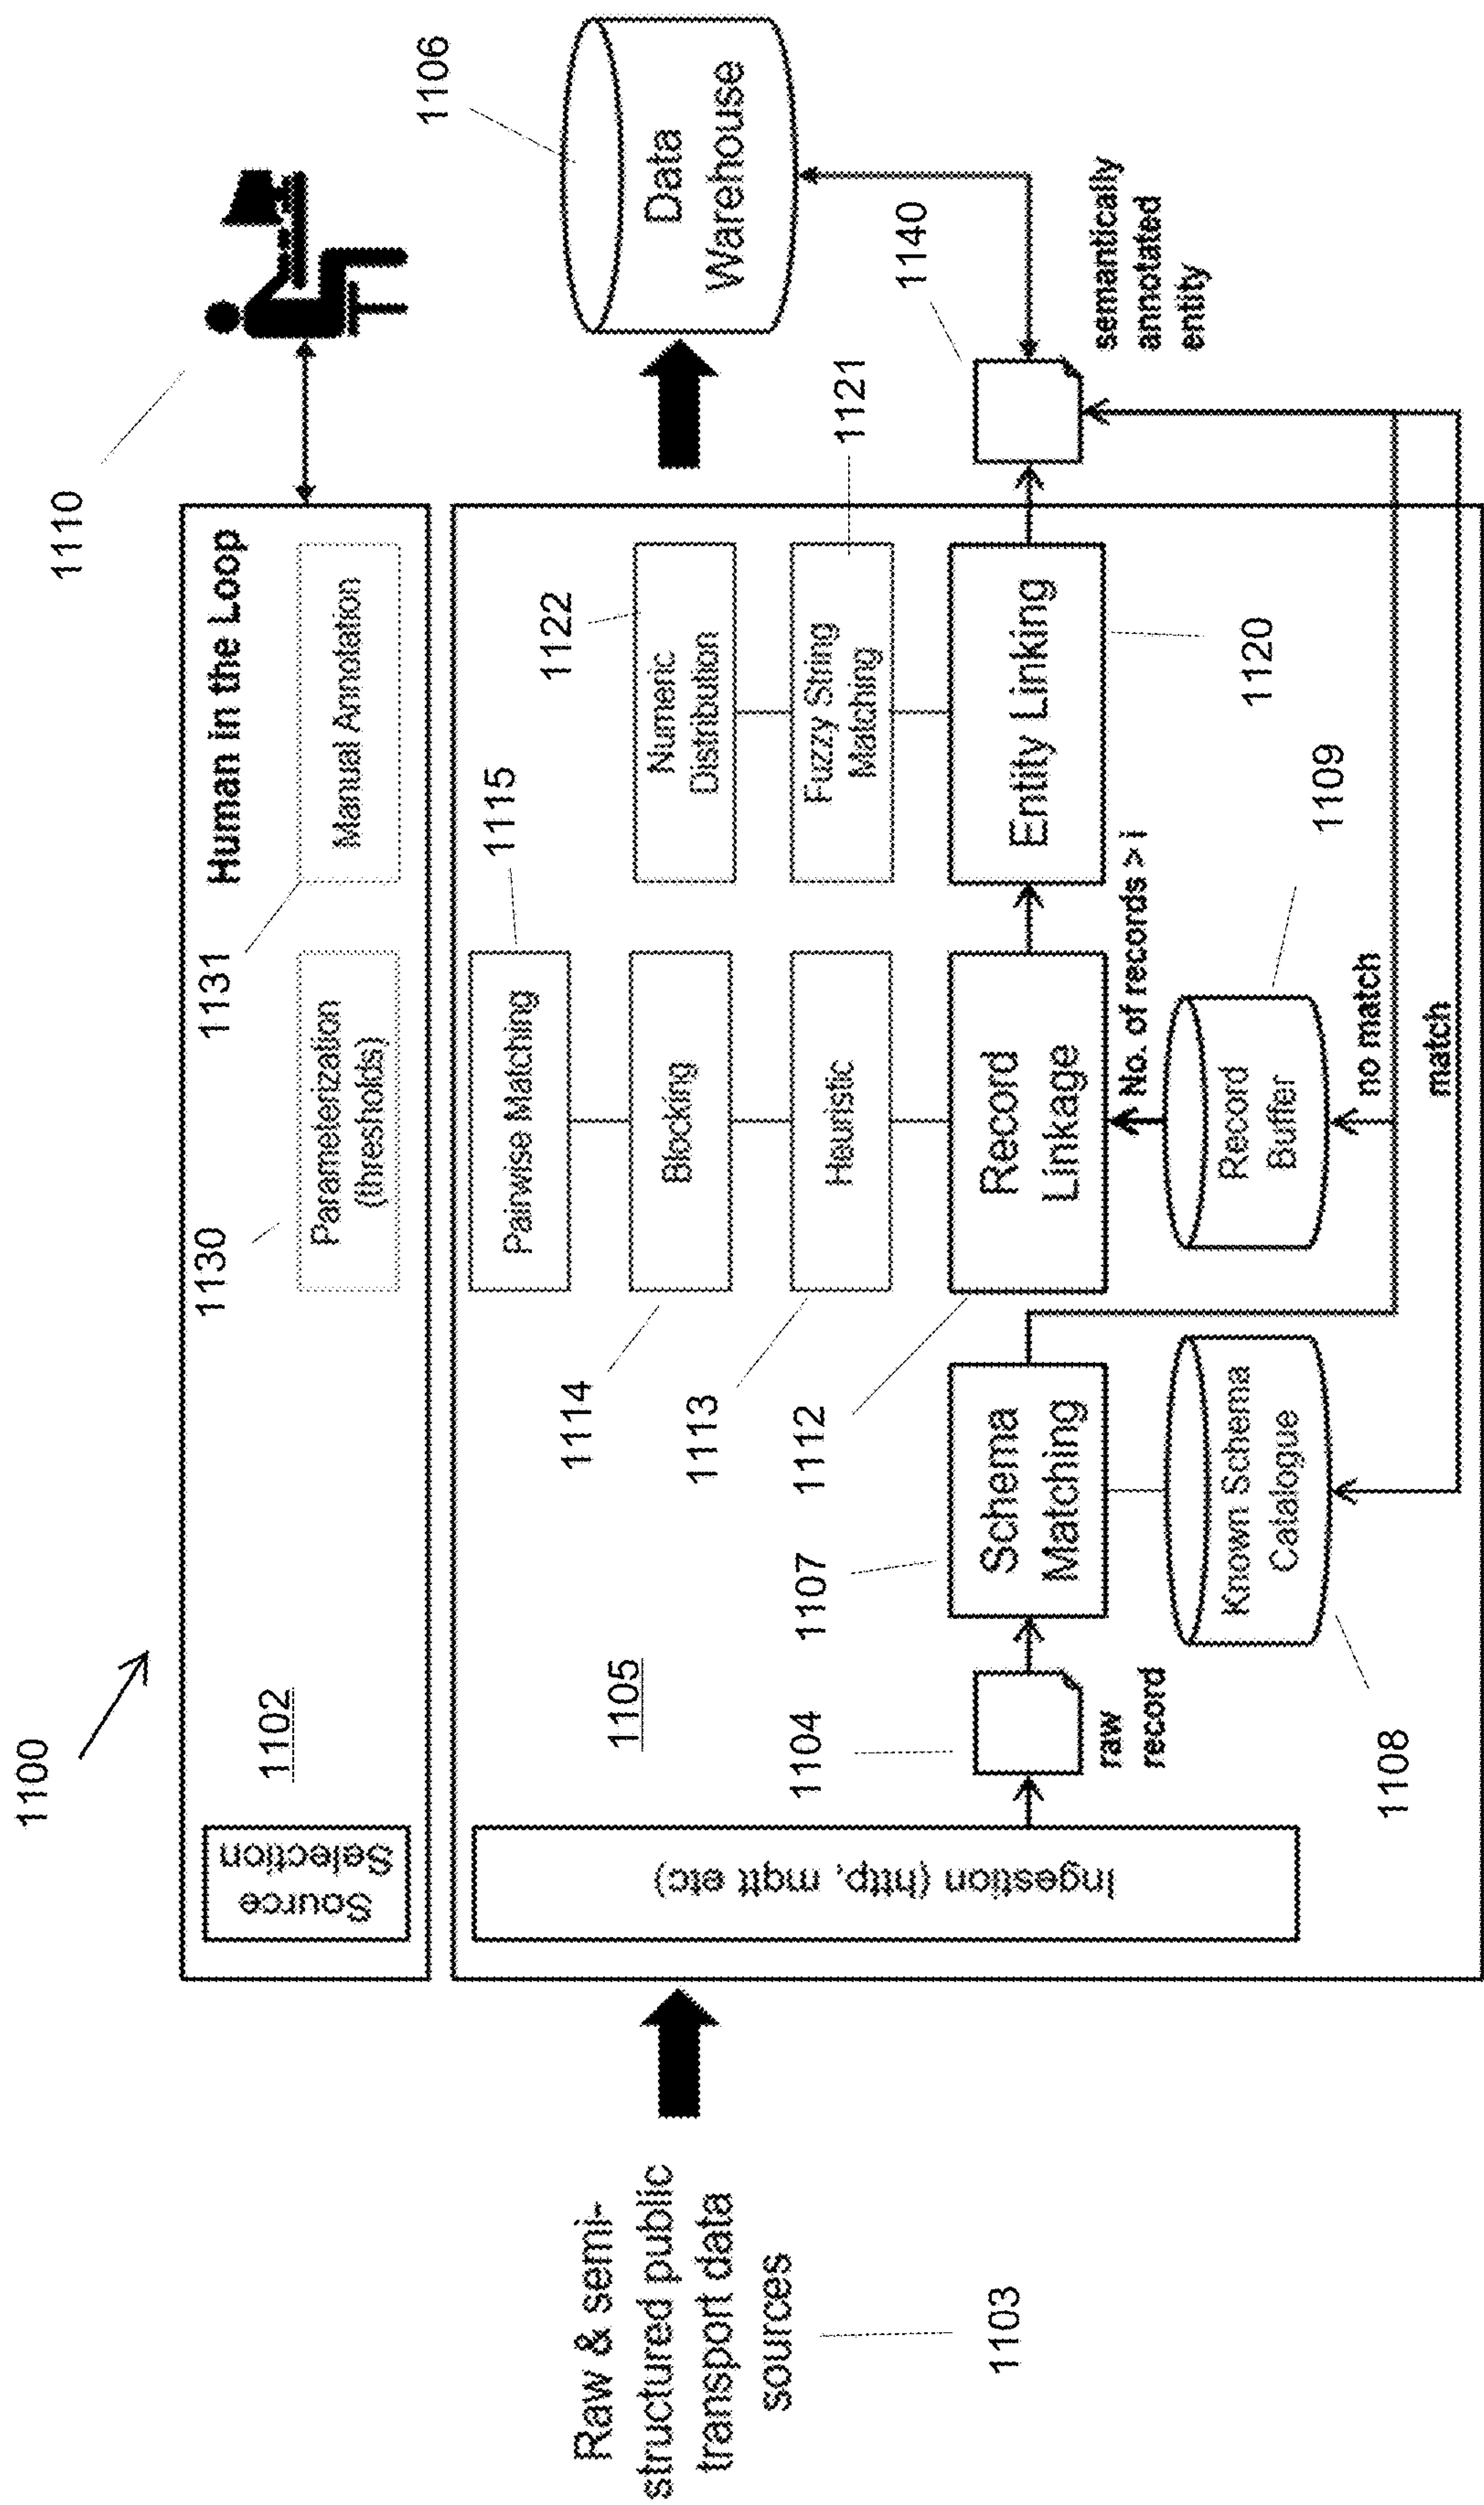 1100
1110
Source
Selection
1102
1130
Parameterization
(thresholds)
1131
Human in the Loop
Manual Annotation
1106
Data
Warehouse
Raw & semi-
structured public
transport data
sources
1103
Ingestion (http, mqtt etc)
1105
1115
Pairwise Matching
1114
Blocking
1113
Hauristic
1112
Record
Linkage
1122
Numeric
Distribution
1121
Fuzzy String
Matching
Entity Linking
1120
1104
raw
record
1107
Schema
Matching
Known Schema
Catalogue
1108
No. of records > i
Record
Buffer
1109
no match
match
1140
semantically
annotated
entity